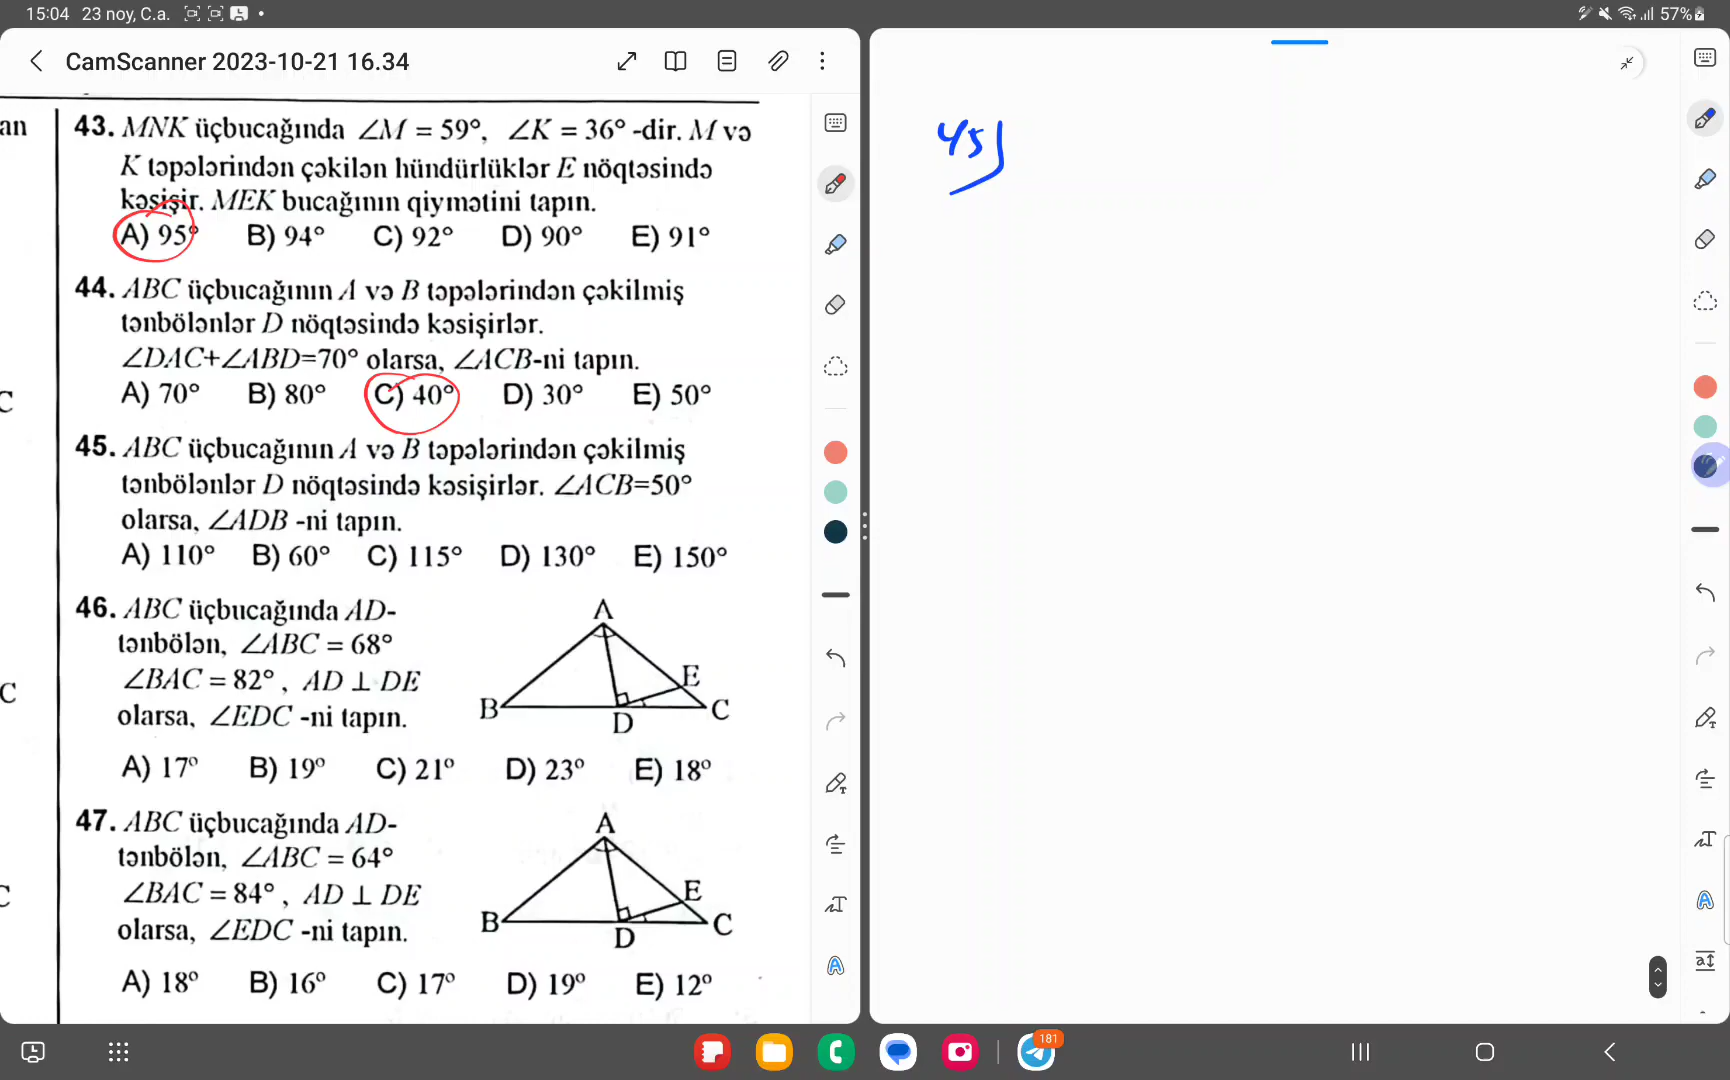 15:04 23 noy, C.a. •
57%
CamScanner 2023-10-21 16.34
an
43. MNK üçbucağında ∠M = 59°, ∠K = 36° -dir. M və
K təpələrindən çəkilən hündürlüklər E nöqtəsində
kəsişir. MEK bucağının qiymətini tapın.
A) 95° B) 94° C) 92° D) 90° E) 91°
44. ABC üçbucağının A və B təpələrindən çəkilmiş
tənbölənlər D nöqtəsində kəsişirlər.
∠DAC+∠ABD=70° olarsa, ∠ACB-ni tapın.
C
A) 70° B) 80° C) 40° D) 30° E) 50°
45. ABC üçbucağının A və B təpələrindən çəkilmiş
tənbölənlər D nöqtəsində kəsişirlər. ∠ACB=50°
olarsa, ∠ADB -ni tapın.
A) 110° B) 60° C) 115° D) 130° E) 150°
46. ABC üçbucağında AD-
tənbölən, ∠ABC = 68°
∠BAC = 82°, AD ⊥ DE
olarsa, ∠EDC -ni tapın.
C
A
E
B
D
C
A) 17° B) 19° C) 21° D) 23° E) 18°
47. ABC üçbucağında AD-
tənbölən, ∠ABC = 64°
∠BAC = 84°, AD ⊥ DE
olarsa, ∠EDC -ni tapın.
C
A
E
B
D
C
A) 18° B) 16° C) 17° D) 19° E) 12°
45)
181